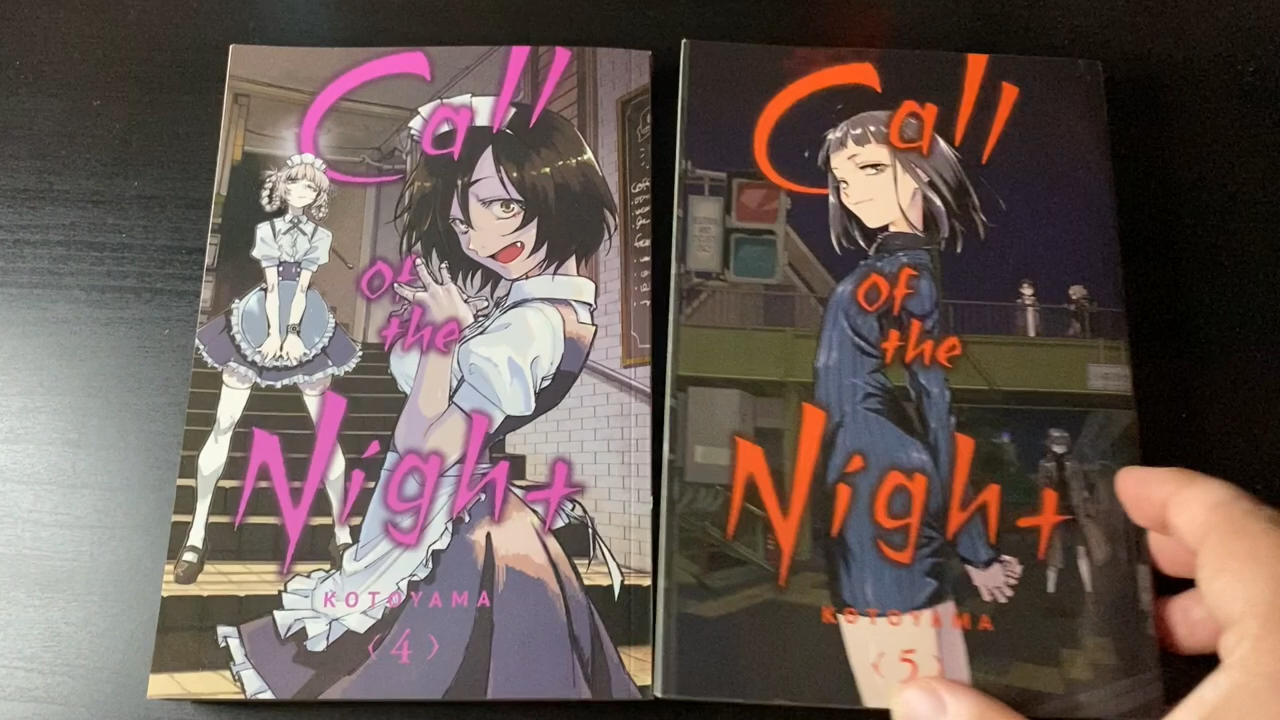 Call
of
the
Night
KOTOYAMA
4
Call
of
the
Night
KOTOYAMA
5